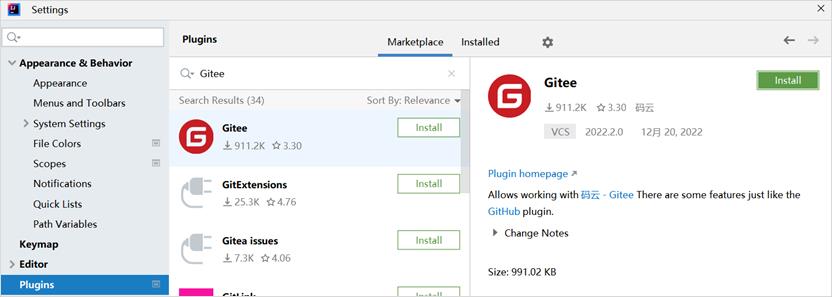 Settings
Appearance & Behavior
Appearance
Menus and Toolbars
System Settings
File Colors
Scopes
Notifications
Quick Lists
Path Variables
Keymap
Editor
Plugins
Plugins
Marketplace
Installed
Gitee
Search Results (34)
Sort By: Relevance
Gitee
911.2K 3.30
Install
GitExtensions
25.3K 4.76
Install
Gitea issues
7.3K 4.06
Install
Gitee
Install
911.2K 3.30 码云
VCS 2022.2.0 12月 20, 2022
Plugin homepage
Allows working with 码云 - Gitee There are some features just like the
GitHub plugin.
Change Notes
Size: 991.02 KB